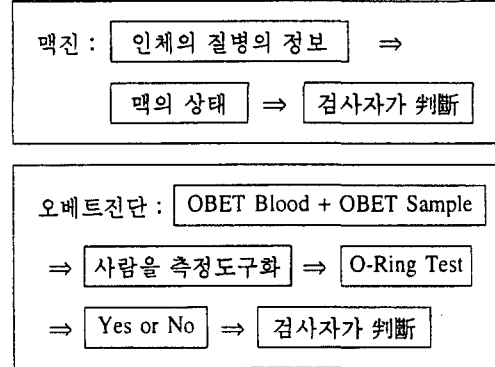 맥진 : 인체의 질병의 정보 ⇒
맥의 상태 ⇒ 검사자가 判斷
오베트진단 : OBET Blood + OBET Sample
⇒ 사람을 측정도구화 ⇒ O-Ring Test
⇒ Yes or No ⇒ 검사자가 判斷